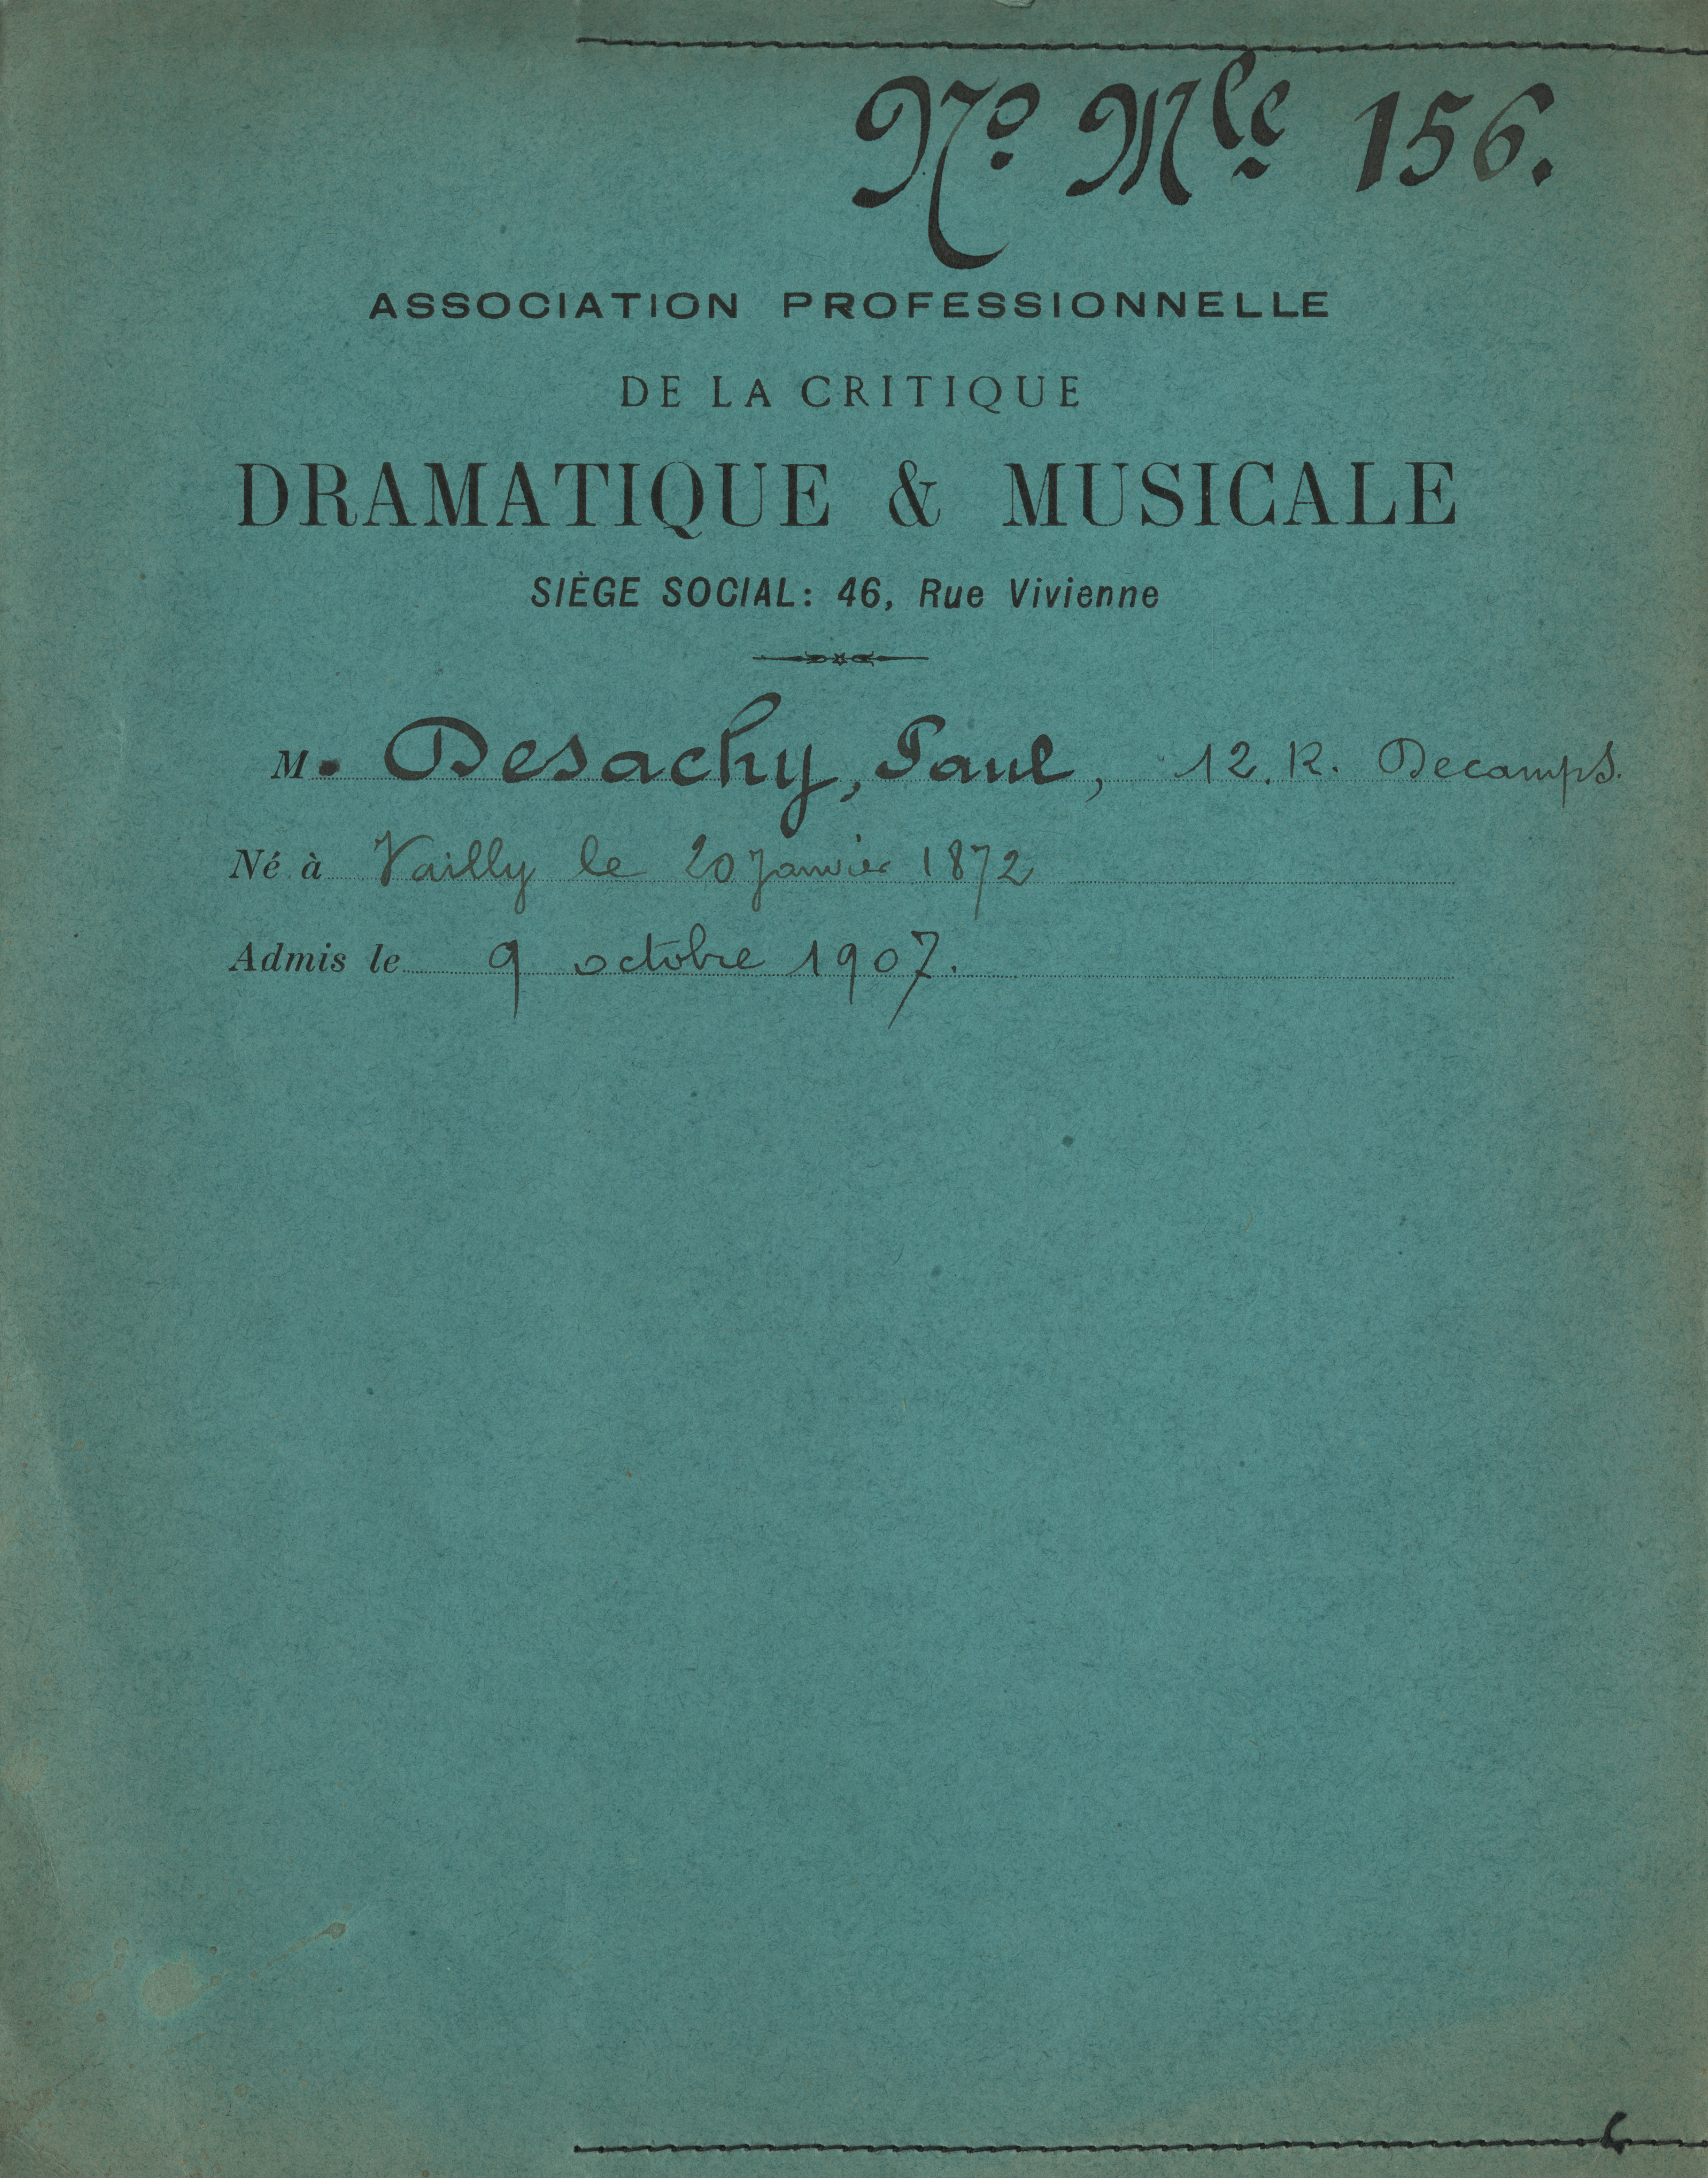 No Mle 156.
ASSOCIATION PROFESSIONNELLE
DE LA CRITIQUE
DRAMATIQUE & MUSICALE
SIÈGE SOCIAL: 46, Rue Vivienne
M. Desachy, Paul, 12. R. Decamps.
Né à Vailly le 20 Janvier 1872
Admis le 9 octobre 1907.